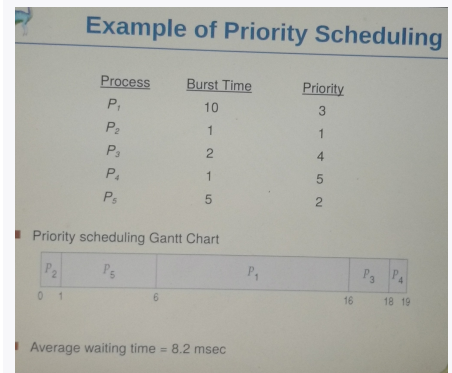 Example of Priority Scheduling
Process Burst Time Priority
P₁ 10 3
P₂ 1 1
P₃ 2 4
P₄ 1 5
P₅ 5 2
Priority scheduling Gantt Chart
P₂ P₅ P₁ P₃ P₄
0 1 6 16 18 19
Average waiting time = 8.2 msec